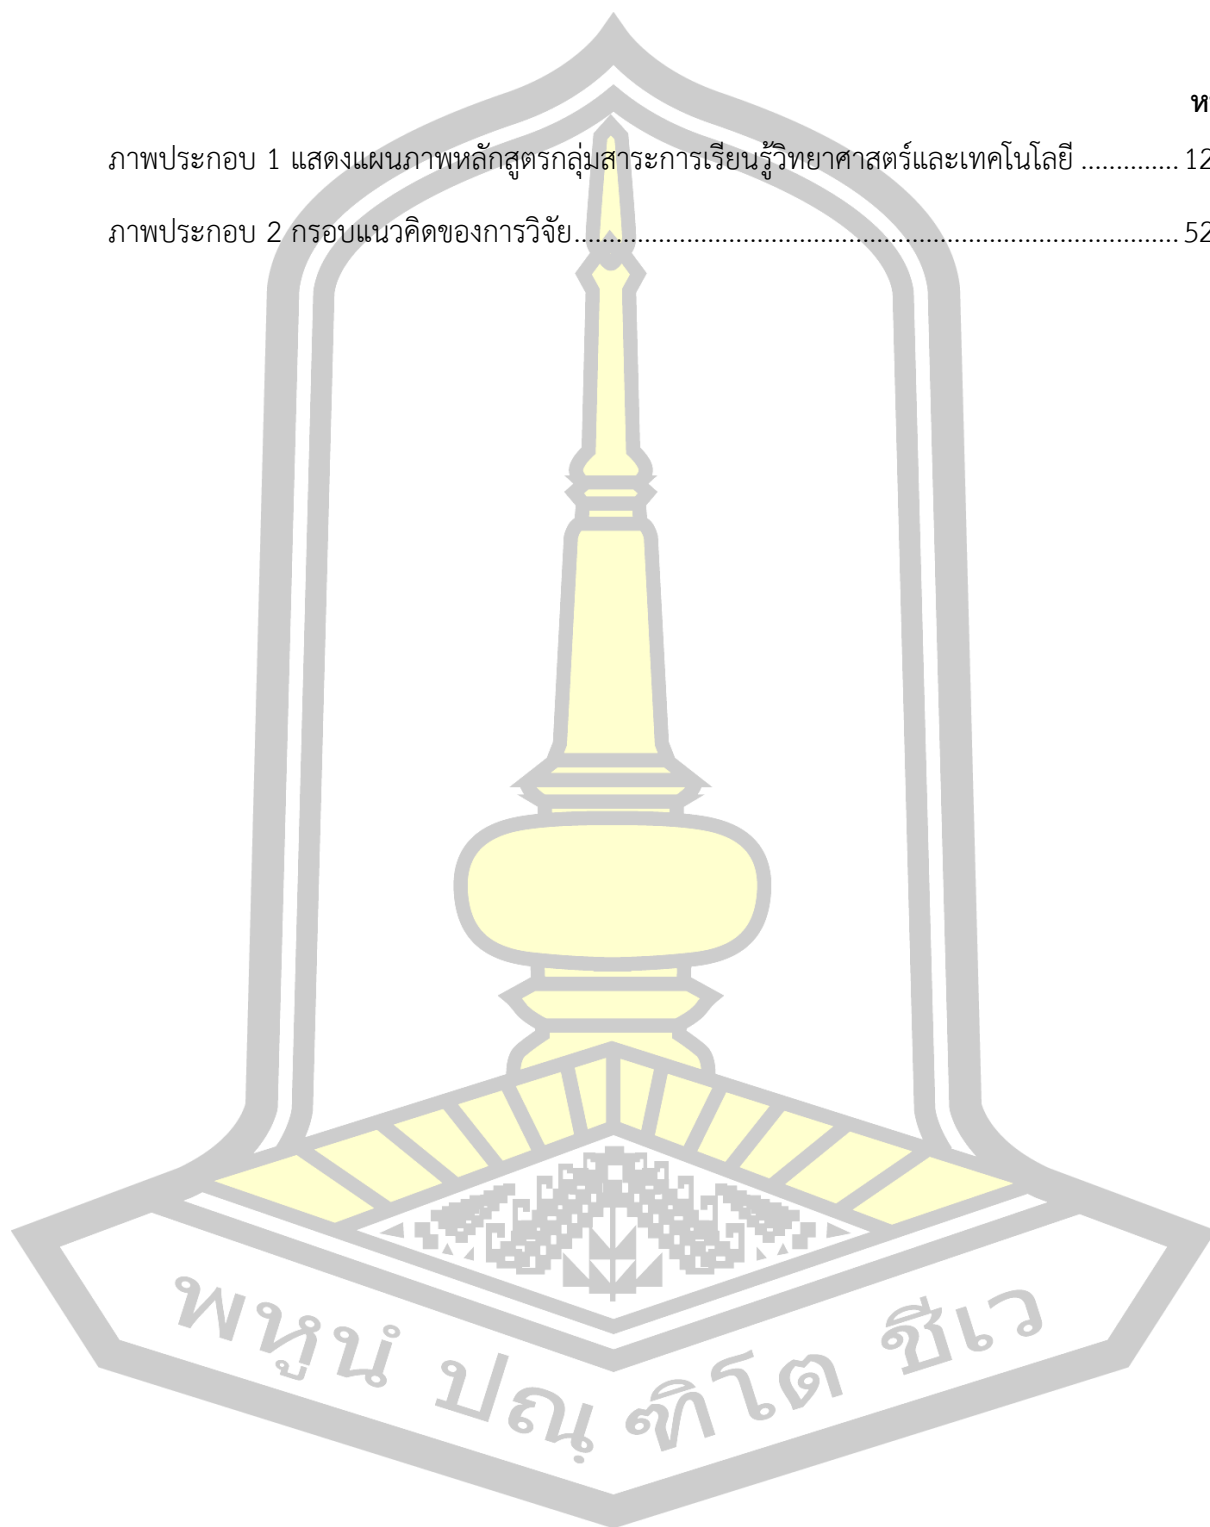 ภาพประกอบ 1 แสดงแผนภาพหลักสูตรกลุ่มสาระการเรียนรู้วิทยาศาสตร์และเทคโนโลยี ............. 12
ภาพประกอบ 2 กรอบแนวคิดของการวิจัย................................................................................ 52
พหูนํ ปณฺฑิโต ชีเว